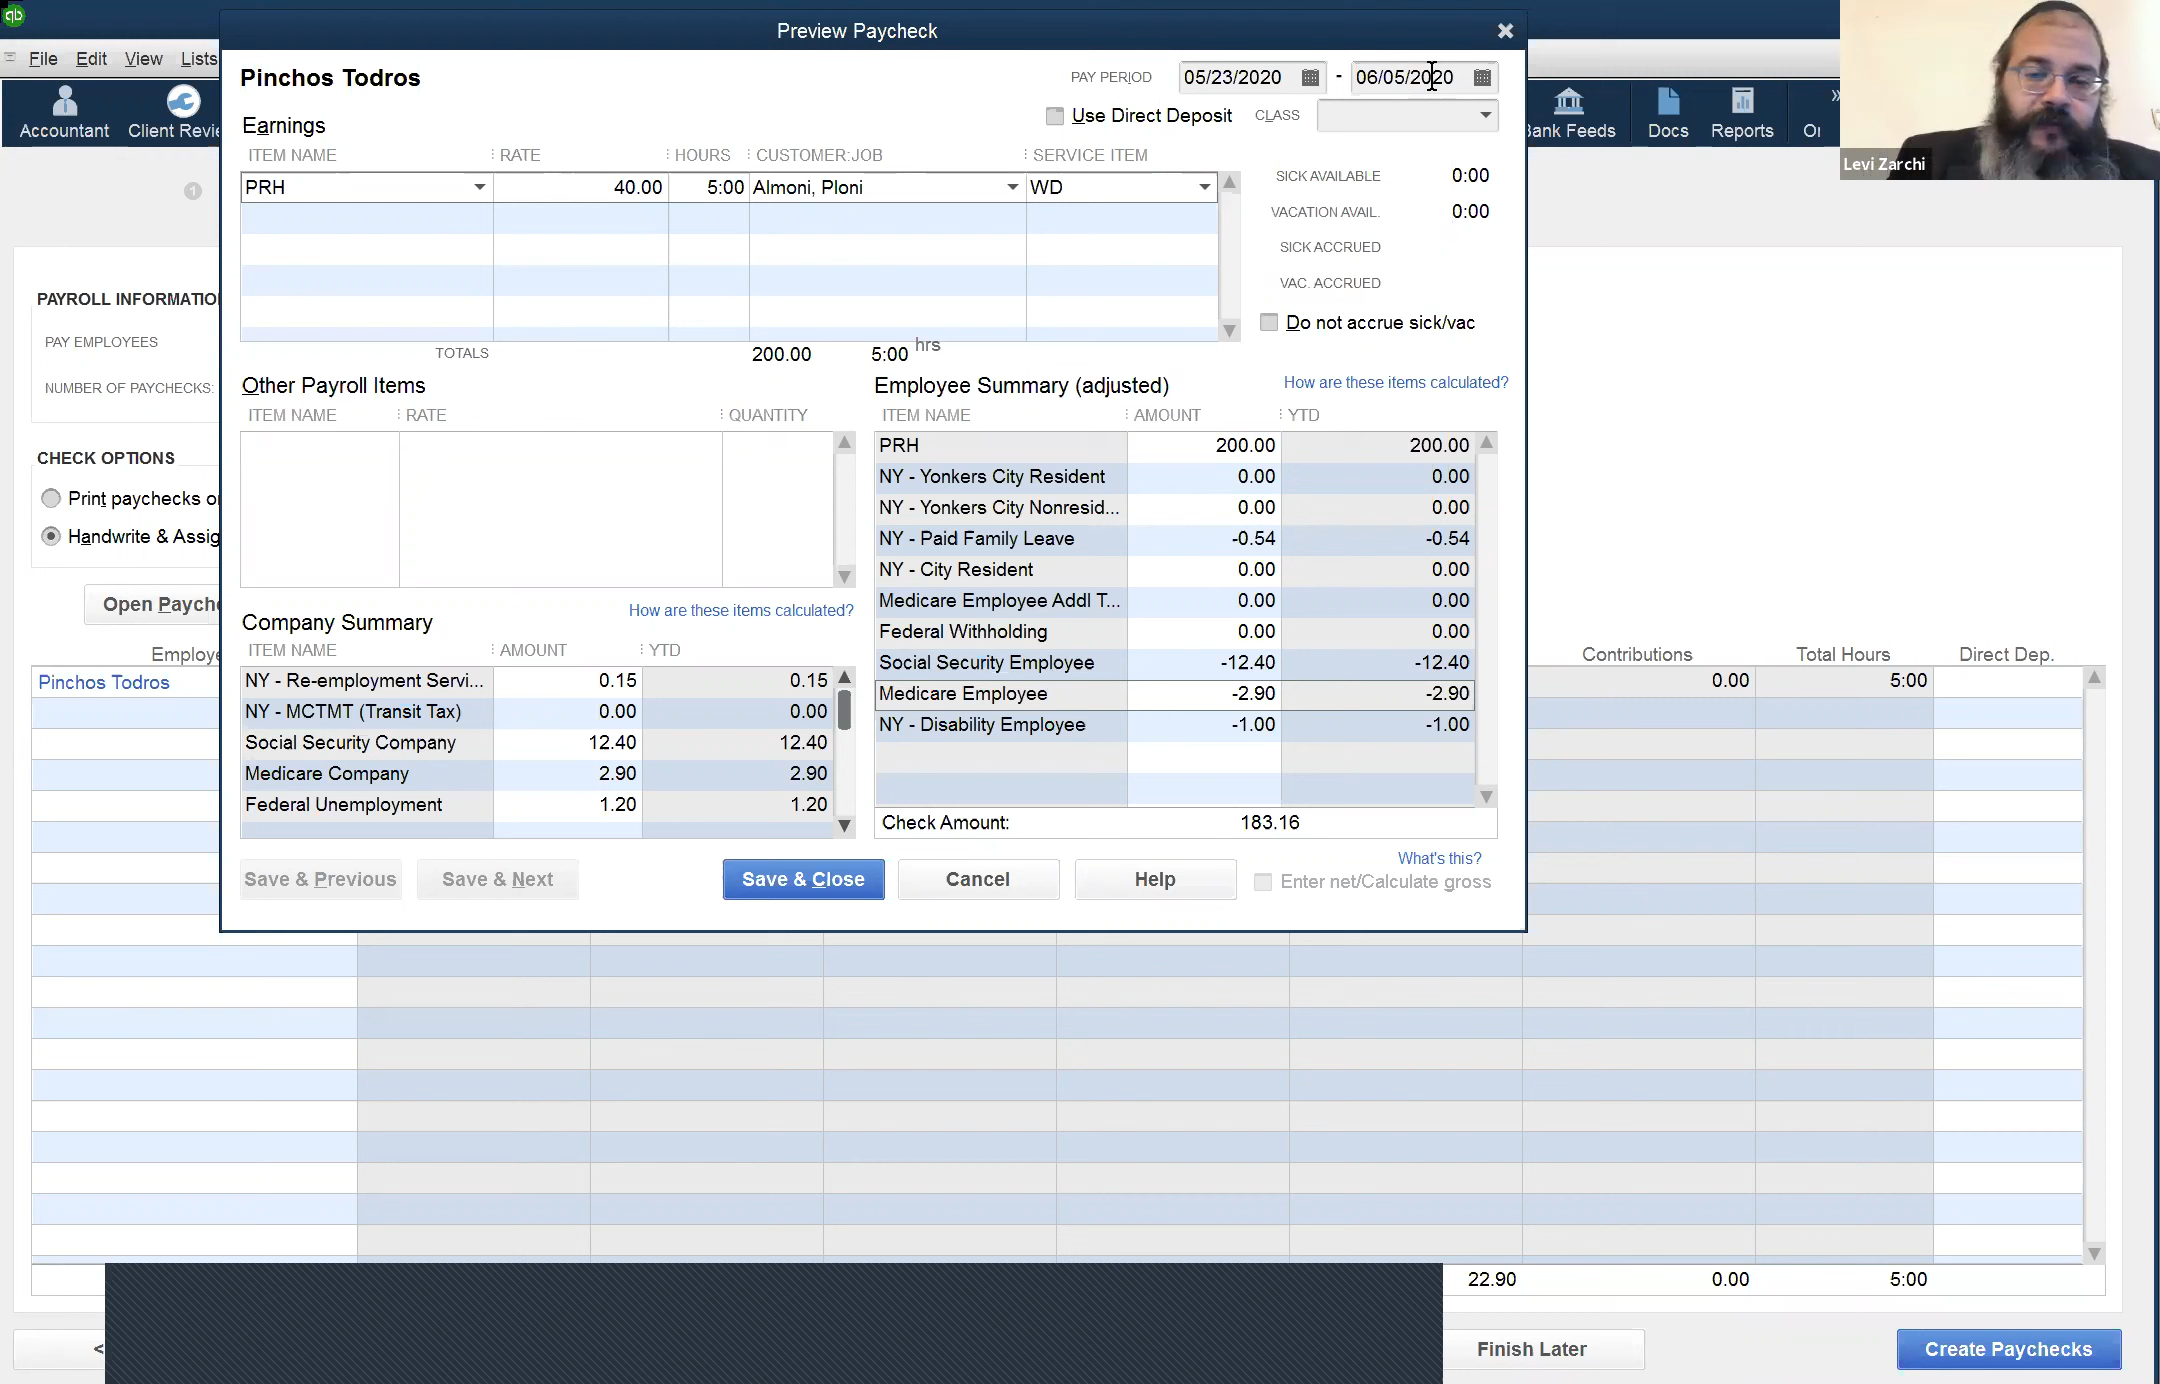 qb
Preview Paycheck
File Edit View Lists
Accountant
Client Revie
Bank Feeds
Docs
Reports
Levi Zarchi
Pinchos Todros
PAY PERIOD 05/23/2020 - 06/05/2020
Use Direct Deposit CLASS
Earnings
ITEM NAME RATE HOURS CUSTOMER:JOB SERVICE ITEM
PRH 40.00 5:00 Almoni, Ploni WD
TOTALS 200.00 5:00 hrs
SICK AVAILABLE 0:00
VACATION AVAIL. 0:00
SICK ACCRUED
VAC. ACCRUED
Do not accrue sick/vac
Other Payroll Items
ITEM NAME RATE QUANTITY
Employee Summary (adjusted) How are these items calculated?
ITEM NAME AMOUNT YTD
PRH 200.00 200.00
NY - Yonkers City Resident 0.00 0.00
NY - Yonkers City Nonresid... 0.00 0.00
NY - Paid Family Leave -0.54 -0.54
NY - City Resident 0.00 0.00
Medicare Employee Addl T... 0.00 0.00
Federal Withholding 0.00 0.00
Social Security Employee -12.40 -12.40
Medicare Employee -2.90 -2.90
NY - Disability Employee -1.00 -1.00
Check Amount: 183.16
Company Summary How are these items calculated?
ITEM NAME AMOUNT YTD
NY - Re-employment Servi... 0.15 0.15
NY - MCTMT (Transit Tax) 0.00 0.00
Social Security Company 12.40 12.40
Medicare Company 2.90 2.90
Federal Unemployment 1.20 1.20
Save & Previous
Save & Next
Save & Close
Cancel
Help
What's this?
Enter net/Calculate gross
1
PAYROLL INFORMATIO
PAY EMPLOYEES
NUMBER OF PAYCHECKS:
CHECK OPTIONS
Print paychecks o
Handwrite & Assig
Open Payche
Employe Contributions Total Hours Direct Dep.
Pinchos Todros 0.00 5:00
22.90 0.00 5:00
<
Finish Later
Create Paychecks